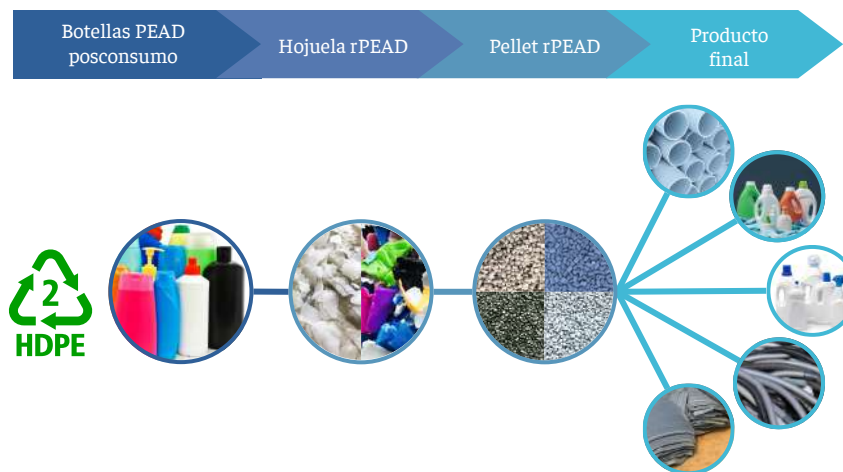 Botellas PEAD
posconsumo
Hojuela rPEAD
Pellet rPEAD
Producto
final
2
HDPE